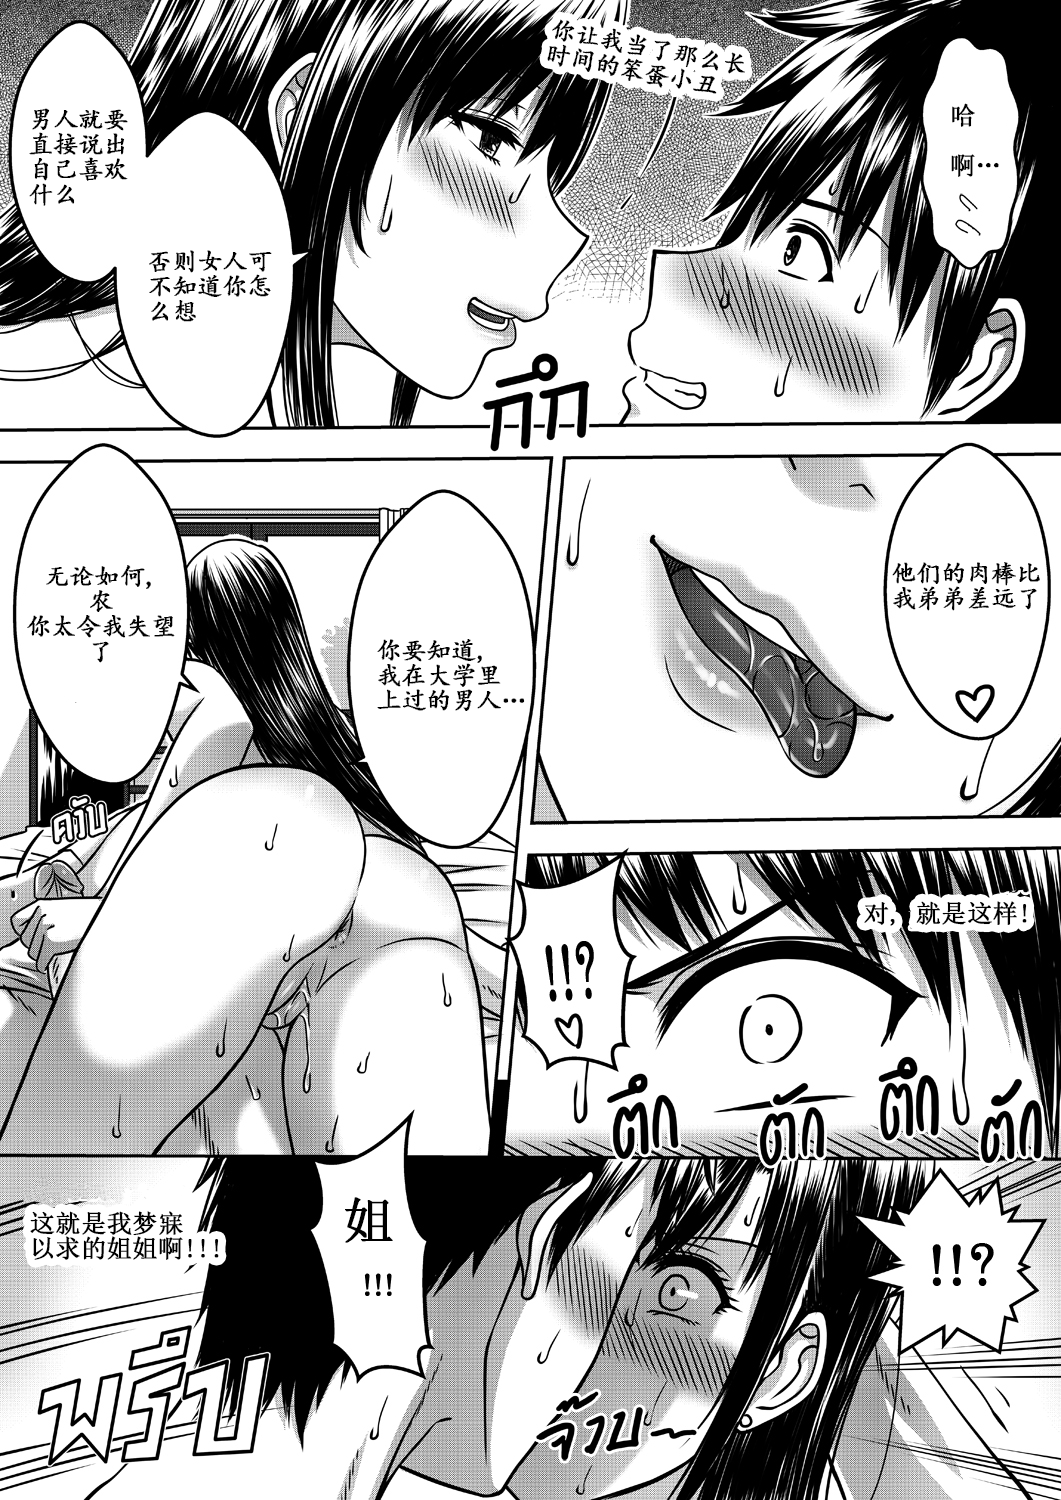 你让我当了那么长
时间的笨蛋小丑
哈
啊…
男人就要
直接说出
自己喜欢
什么
否则女人可
不知道你怎
么想
กึก
无论如何,
农
你太令我失望
了
你要知道,
我在大学里
上过的男人…
ควับ
他们的肉棒比
我弟弟差远了
♡
对，就是这样!
!!?
♡
ตึก
ตัก
ตึก
ตัก
这就是我梦寐
以求的姐姐啊!!!
姐
!!!
!!?
พรึ่บ
จ๊วบ~